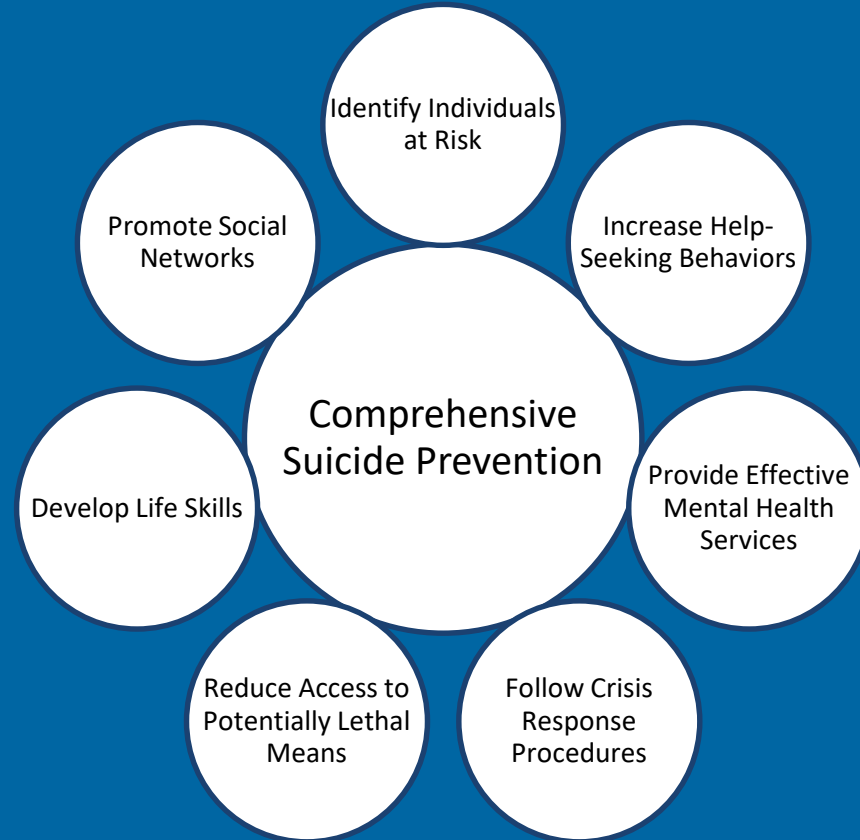 Identify Individuals
at Risk
Increase Help-
Seeking Behaviors
Provide Effective
Mental Health
Services
Follow Crisis
Response
Procedures
Reduce Access to
Potentially Lethal
Means
Develop Life Skills
Promote Social
Networks
Comprehensive
Suicide Prevention